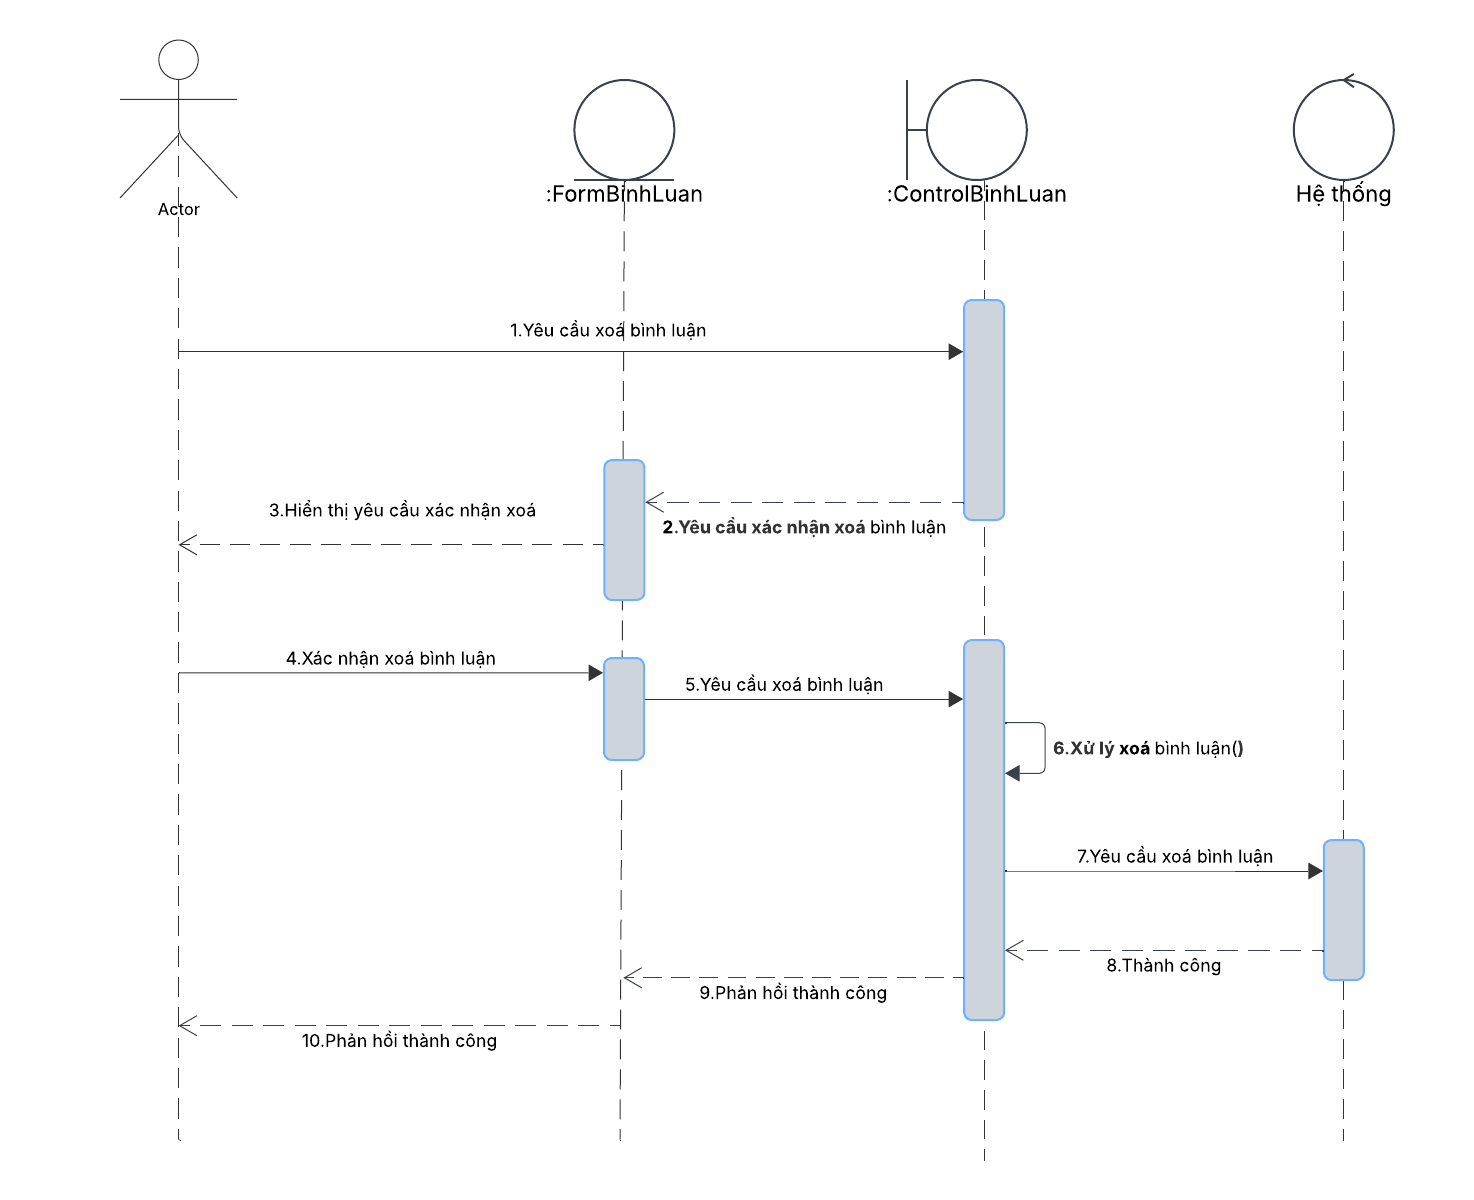 Actor
:FormBinhLuan
:ControlBinhLuan
Hệ thống
1.Yêu cầu xoá bình luận
2.Yêu cầu xác nhận xoá bình luận
3.Hiển thị yêu cầu xác nhận xoá
4.Xác nhận xoá bình luận
5.Yêu cầu xoá bình luận
6.Xử lý xoá bình luận()
7.Yêu cầu xoá bình luận
8.Thành công
9.Phản hồi thành công
10.Phản hồi thành công